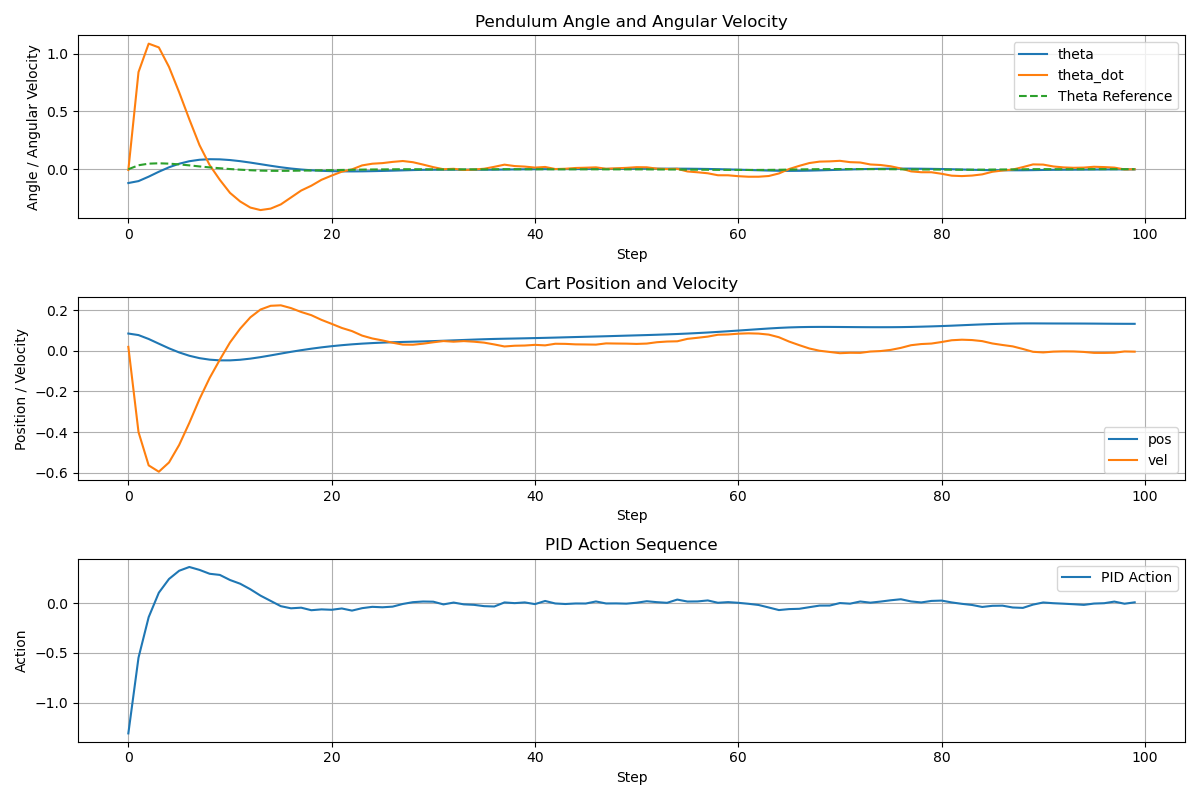 Pendulum Angle and Angular Velocity
Angle / Angular Velocity
1.0
0.5
0.0
theta
theta_dot
Theta Reference
0 20 40 60 80 100
Step
Cart Position and Velocity
Position / Velocity
0.2
0.0
−0.2
−0.4
−0.6
pos
vel
0 20 40 60 80 100
Step
PID Action Sequence
Action
0.0
−0.5
−1.0
PID Action
0 20 40 60 80 100
Step